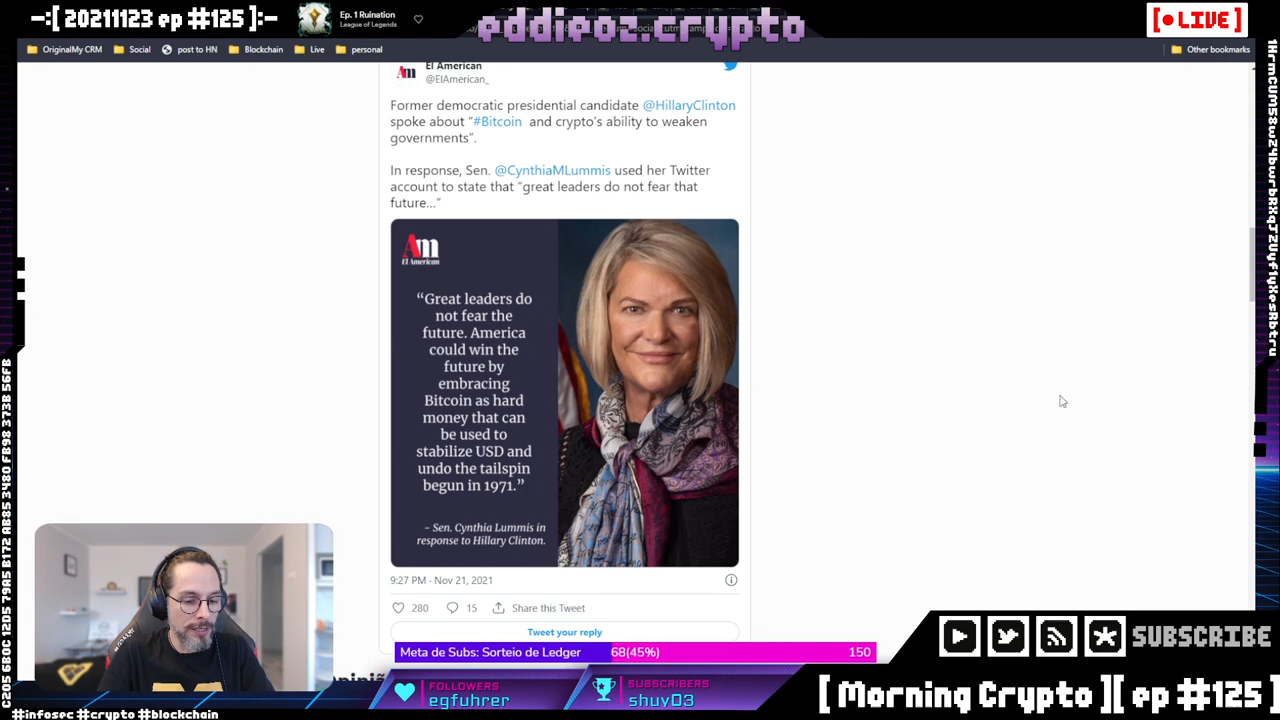 -:[ 20211123 ep #125 ]:-
Ep. 1 Ruination
League of Legends
eddieoz.crypto
[ • LIVE ]
OriginalMy CRM
Social
post to HN
Blockchain
Live
personal
Other bookmarks
El American
@ElAmerican_
Former democratic presidential candidate @HillaryClinton
spoke about “#Bitcoin and crypto’s ability to weaken
governments”.
In response, Sen. @CynthiaMLummis used her Twitter
account to state that “great leaders do not fear that
future...”
Am
El American
“Great leaders do
not fear the
future. America
could win the
future by
embracing
Bitcoin as hard
money that can
be used to
stabilize USD and
undo the tailspin
begun in 1971.”
- Sen. Cynthia Lummis in
response to Hillary Clinton.
9:27 PM · Nov 21, 2021
280
15
Share this Tweet
Tweet your reply
Meta de Subs: Sorteio de Ledger
68(45%)
150
FOLLOWERS
egfuhrer
SUBSCRIBERS
shuy03
SUBSCRIBE
[ Morning Crypto ][ ep #125 ]
#infosec #crypto #blockchain